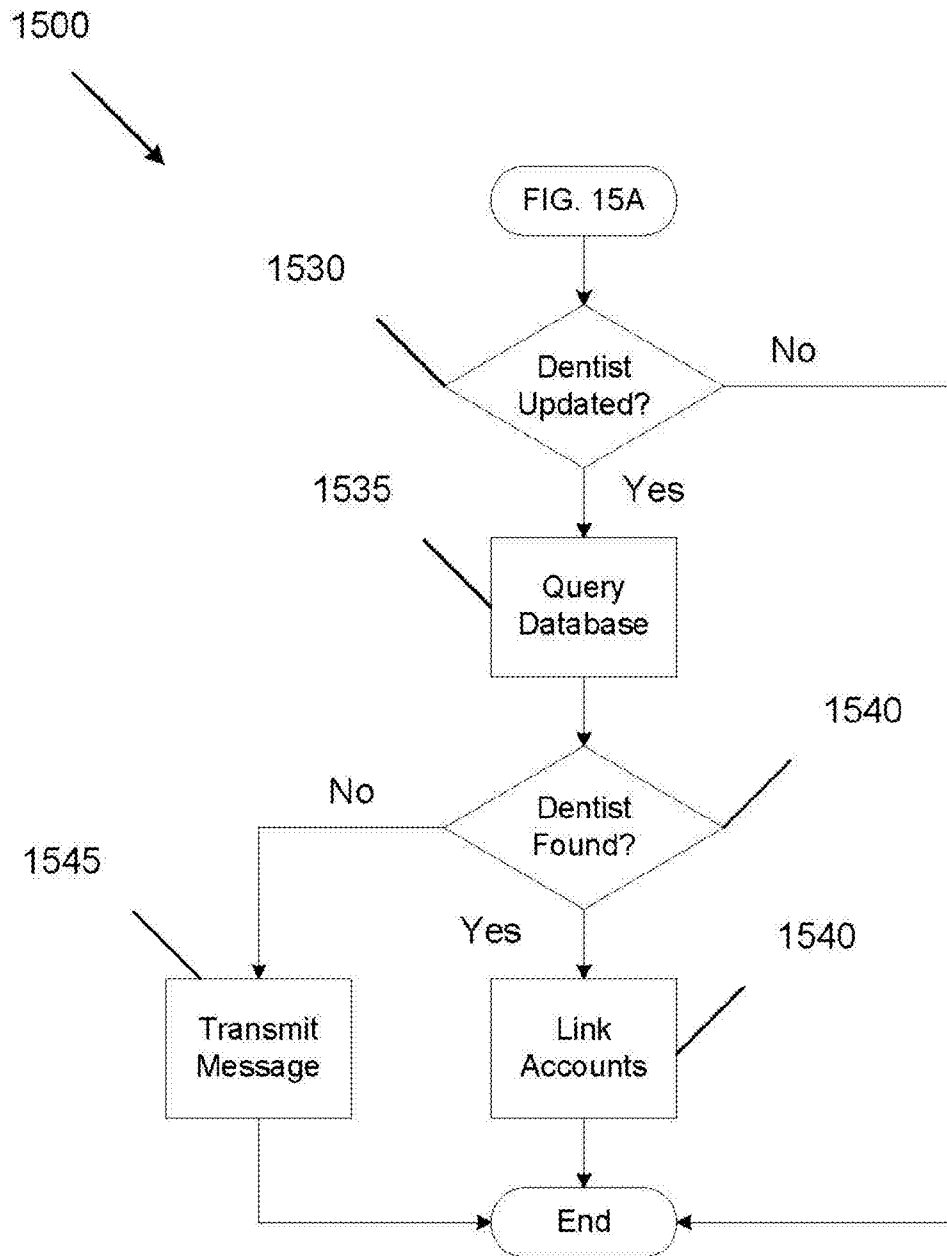 1500
FIG. 15A
1530
Dentist
Updated?
No
Yes
1535
Query
Database
1540
Dentist
Found?
No
1545
Yes
1540
Transmit
Message
Link
Accounts
End